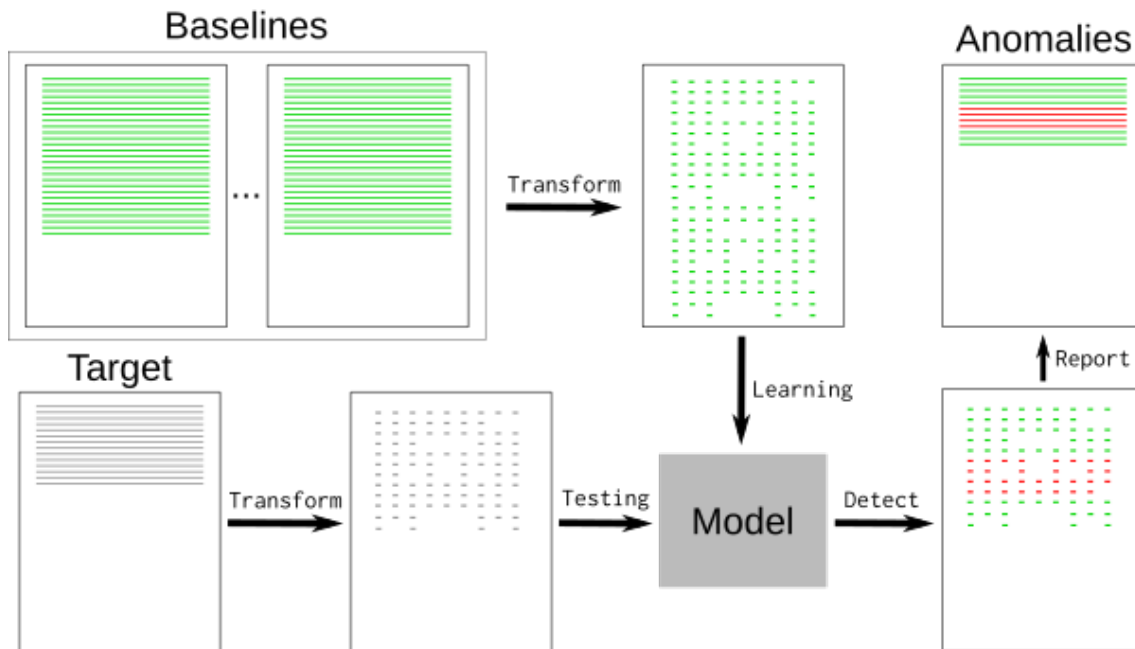 Baselines
Anomalies
...
Transform
Target
Learning
Report
Transform
Testing
Model
Detect